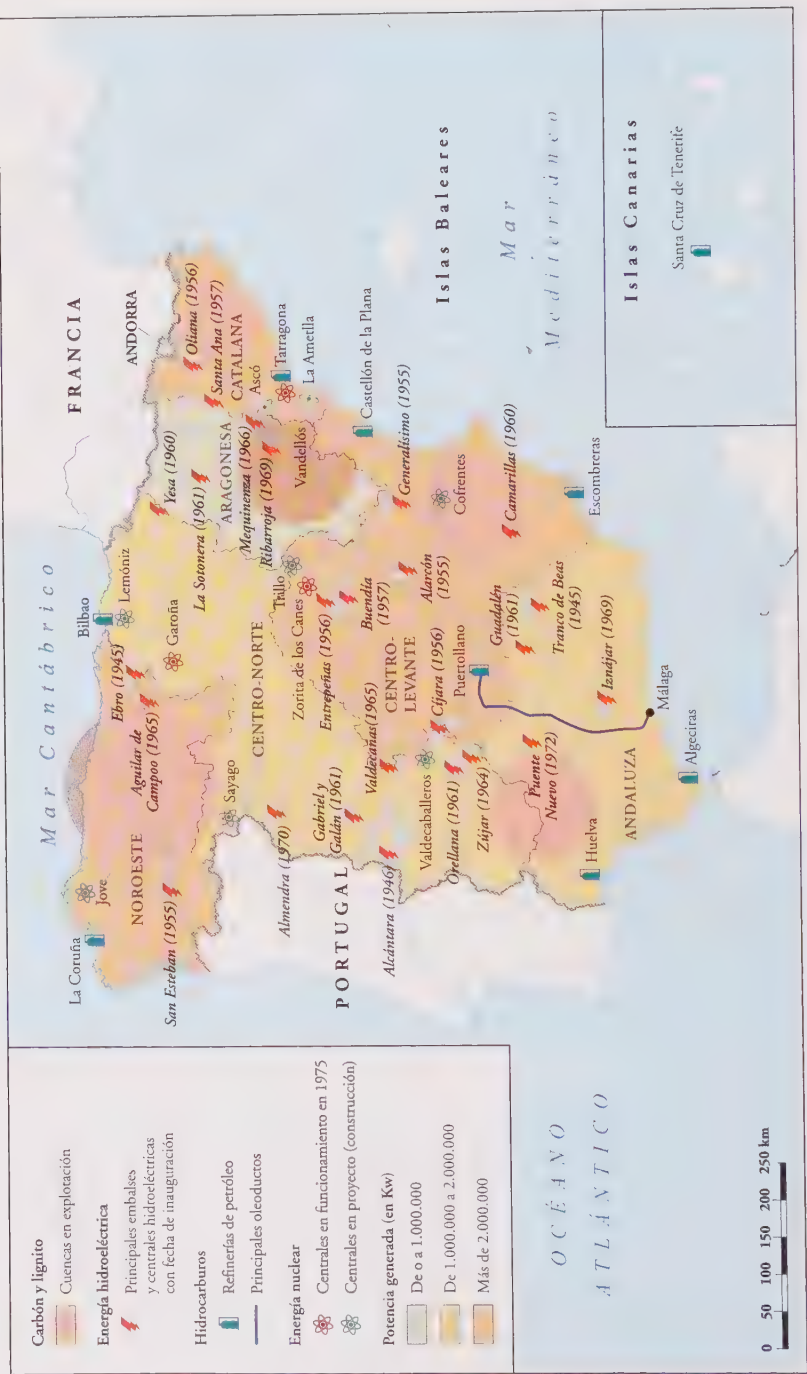 Carbón y lignito
Cuencas en explotación
Energía hidroeléctrica
Principales embalses
y centrales hidroeléctricas
con fecha de inauguración
Hidrocarburos
Refinerías de petróleo
Principales oleoductos
Energía nuclear
Centrales en funcionamiento en 1975
Centrales en proyecto (construcción)
Potencia generada (en Kw)
De 0 a 1.000.000
De 1.000.000 a 2.000.000
Más de 2.000.000
OCÉANO
ATLÁNTICO
0 50 100 150 200 250 km
Mar Cantábrico
FRANCIA
ANDORRA
PORTUGAL
La Coruña
Jove
NOROESTE
San Esteban (1955)
Bilbao
Lemóniz
Ebro (1945)
Aguilar de
Campoo (1965)
Garoña
Sayago
Yesa (1960)
La Sotonera (1961)
ARAGONESA
Mequinenza (1966)
Ribarroja (1969)
Oliana (1956)
Santa Ana (1957)
CATALANA
Ascó
Tarragona
La Ametlla
Vandellós
Castellón de la Plana
Almendra (1970)
CENTRO-NORTE
Trillo
Zorita de los Canes
Entrepeñas (1956)
Buendía
(1957)
Gabriel y
Galán (1961)
Valdecañas (1965)
Alcántara (1946)
CENTRO-
LEVANTE
Alarcón
(1955)
Generalísimo (1955)
Cofrentes
Valdecaballeros
Cíjara (1956)
Orellana (1961)
Zújar (1964)
Puertollano
Guadalén
(1961)
Tranco de Beas
(1945)
Camarillas (1960)
Escombreras
Puente
Nuevo (1972)
Iznájar (1969)
Málaga
Huelva
ANDALUZA
Algeciras
Islas Baleares
Mar
Mediterráneo
Islas Canarias
Santa Cruz de Tenerife